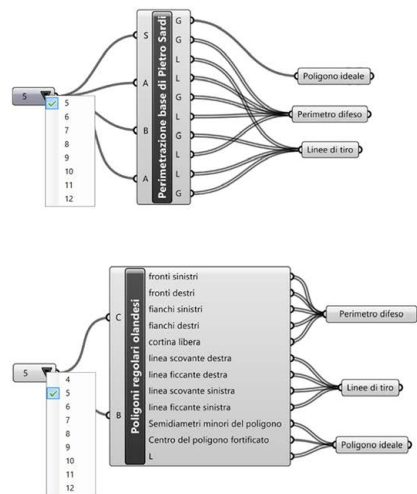 5
5
6
7
8
9
10
11
12
S
A
B
A
Perimetrazione base di Pietro Sardi
G
G
L
L
G
L
G
L
L
G
Poligono ideale
Perimetro difeso
Linee di tiro
5
4
5
6
7
8
9
10
11
12
C
B
Poligoni regolari olandesi
fronti sinistri
fronti destri
fianchi sinistri
fianchi destri
cortina libera
linea scovante destra
linea ficcante destra
linea scovante sinistra
linea ficcante sinistra
Semidiametri minori del poligono
Centro del poligono fortificato
L
Perimetro difeso
Linee di tiro
Poligono ideale